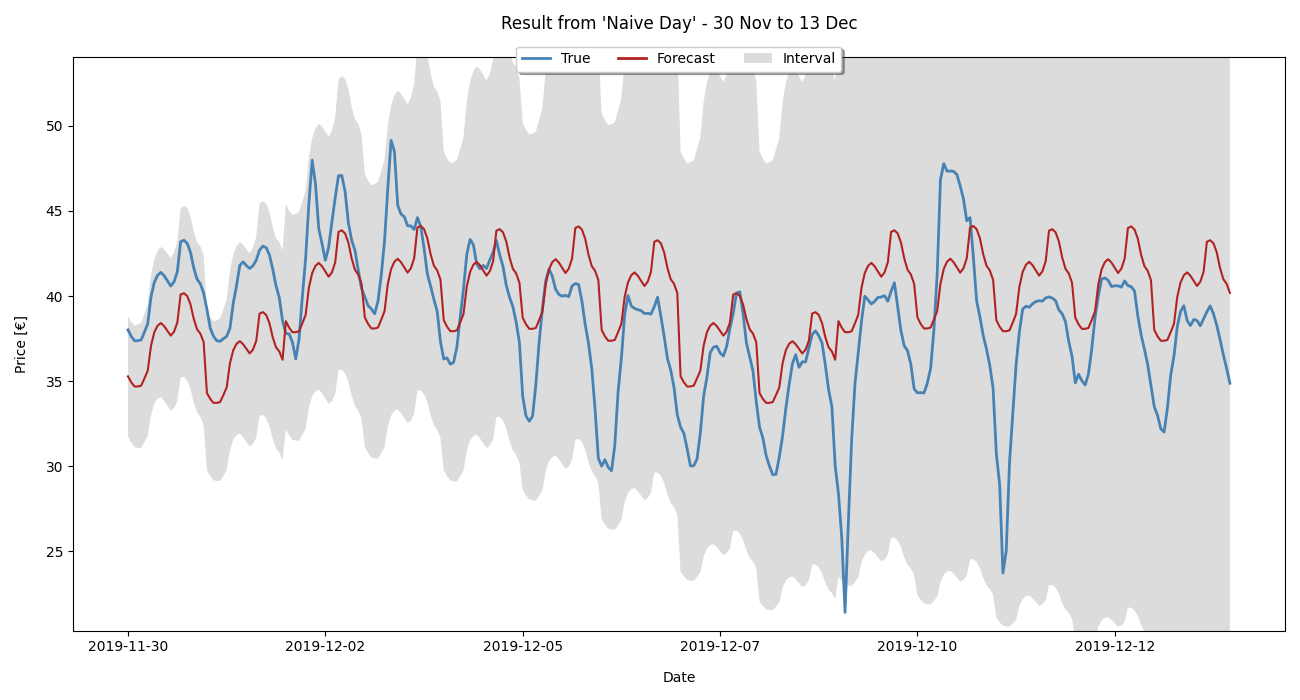 Result from 'Naive Day' - 30 Nov to 13 Dec
True Forecast Interval
Price [€]
50
45
40
35
30
25
2019-11-30 2019-12-02 2019-12-05 2019-12-07 2019-12-10 2019-12-12
Date